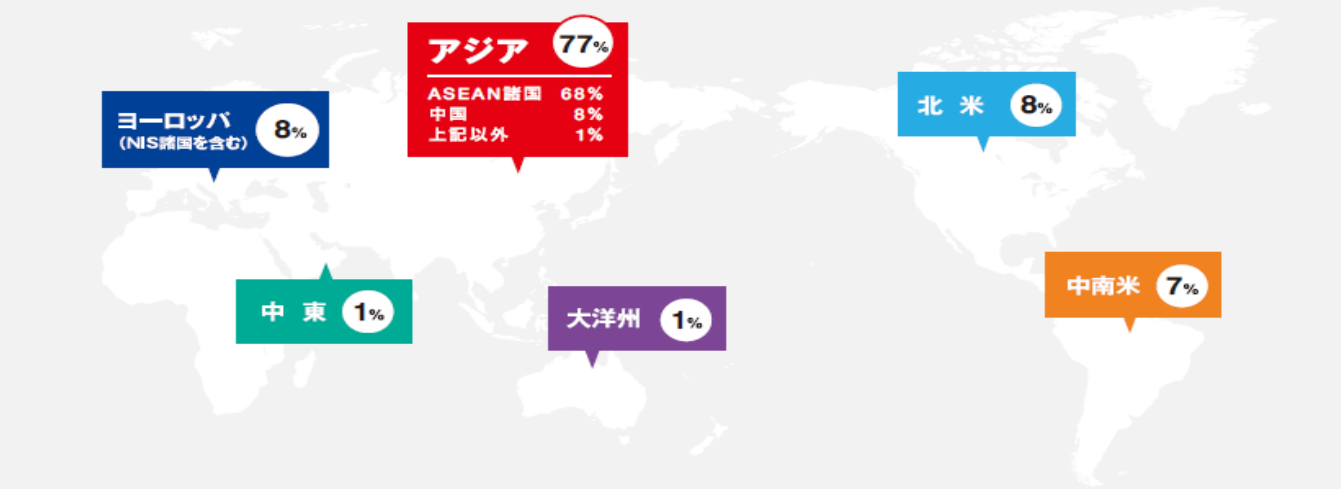 アジア 77%
ASEAN諸国 68%
中国 8%
上記以外 1%
ヨーロッパ 8%
(NIS諸国を含む)
北米 8%
中東 1%
大洋州 1%
中南米 7%